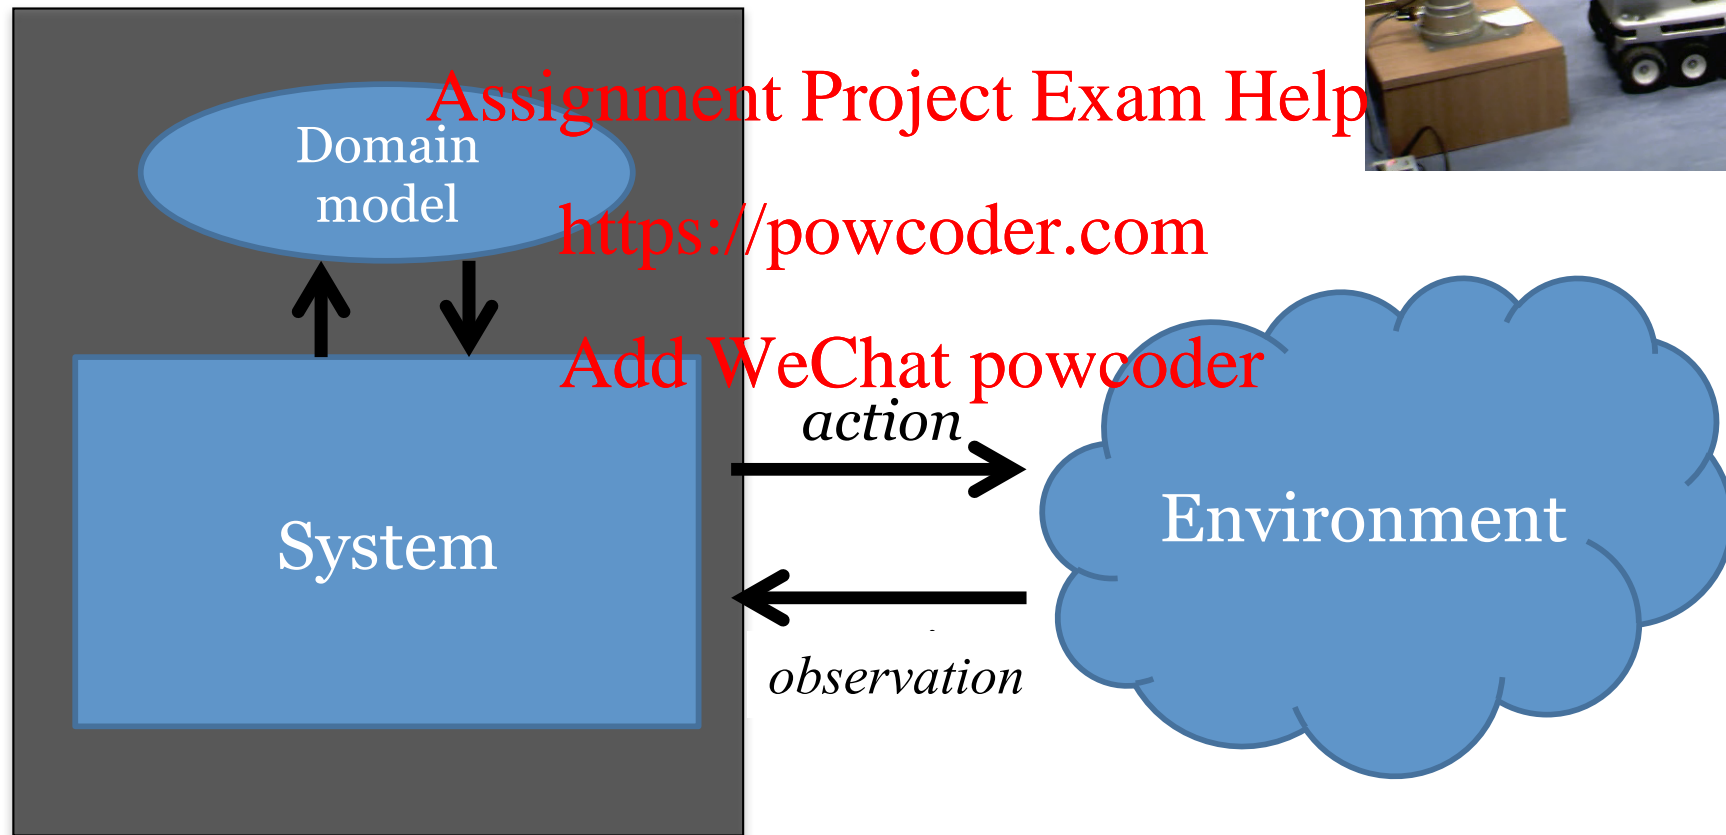 Assignment Project Exam Help
Domain
model
https://powcoder.com
Add WeChat powcoder
action
Environment
System
observation